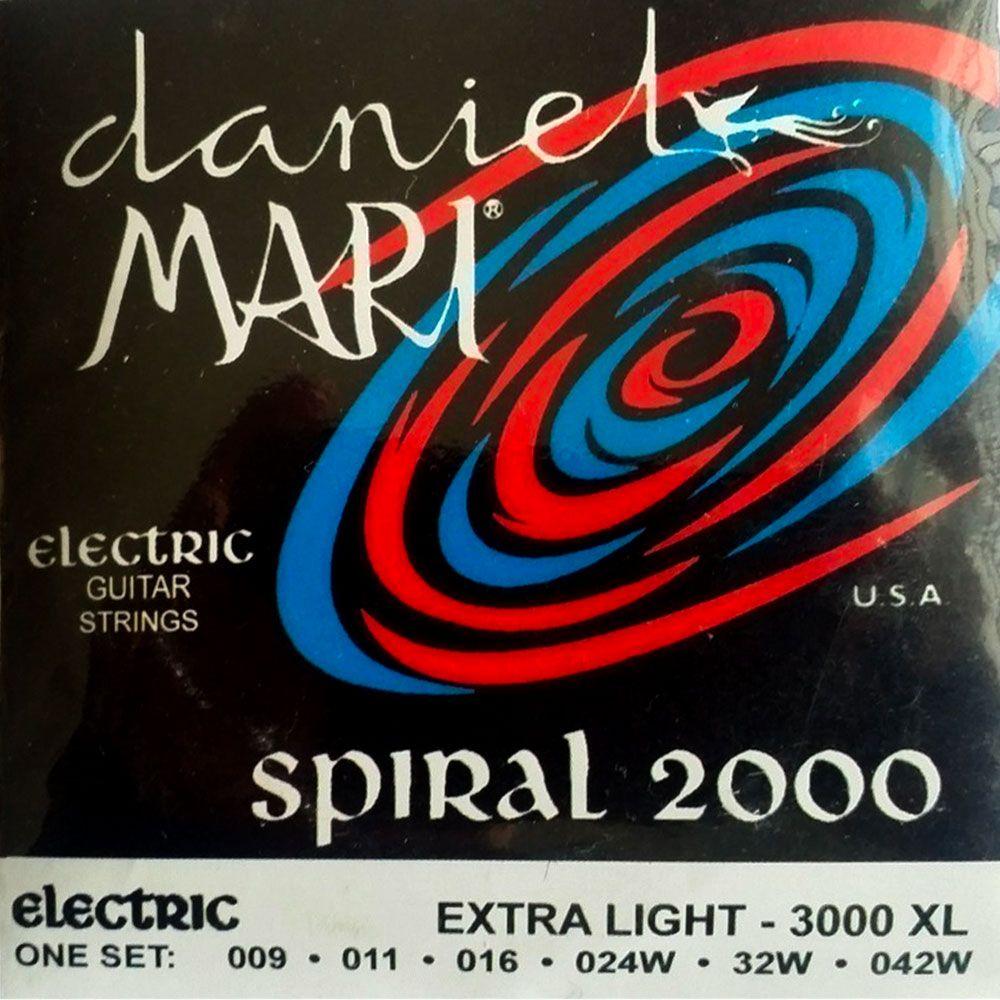 daniel
MARI®
electric
GUITAR
STRINGS
U.S.A
spiral 2000
electric
EXTRA LIGHT - 3000 XL
ONE SET: 009 • 011 • 016 • 024W • 32W • 042W